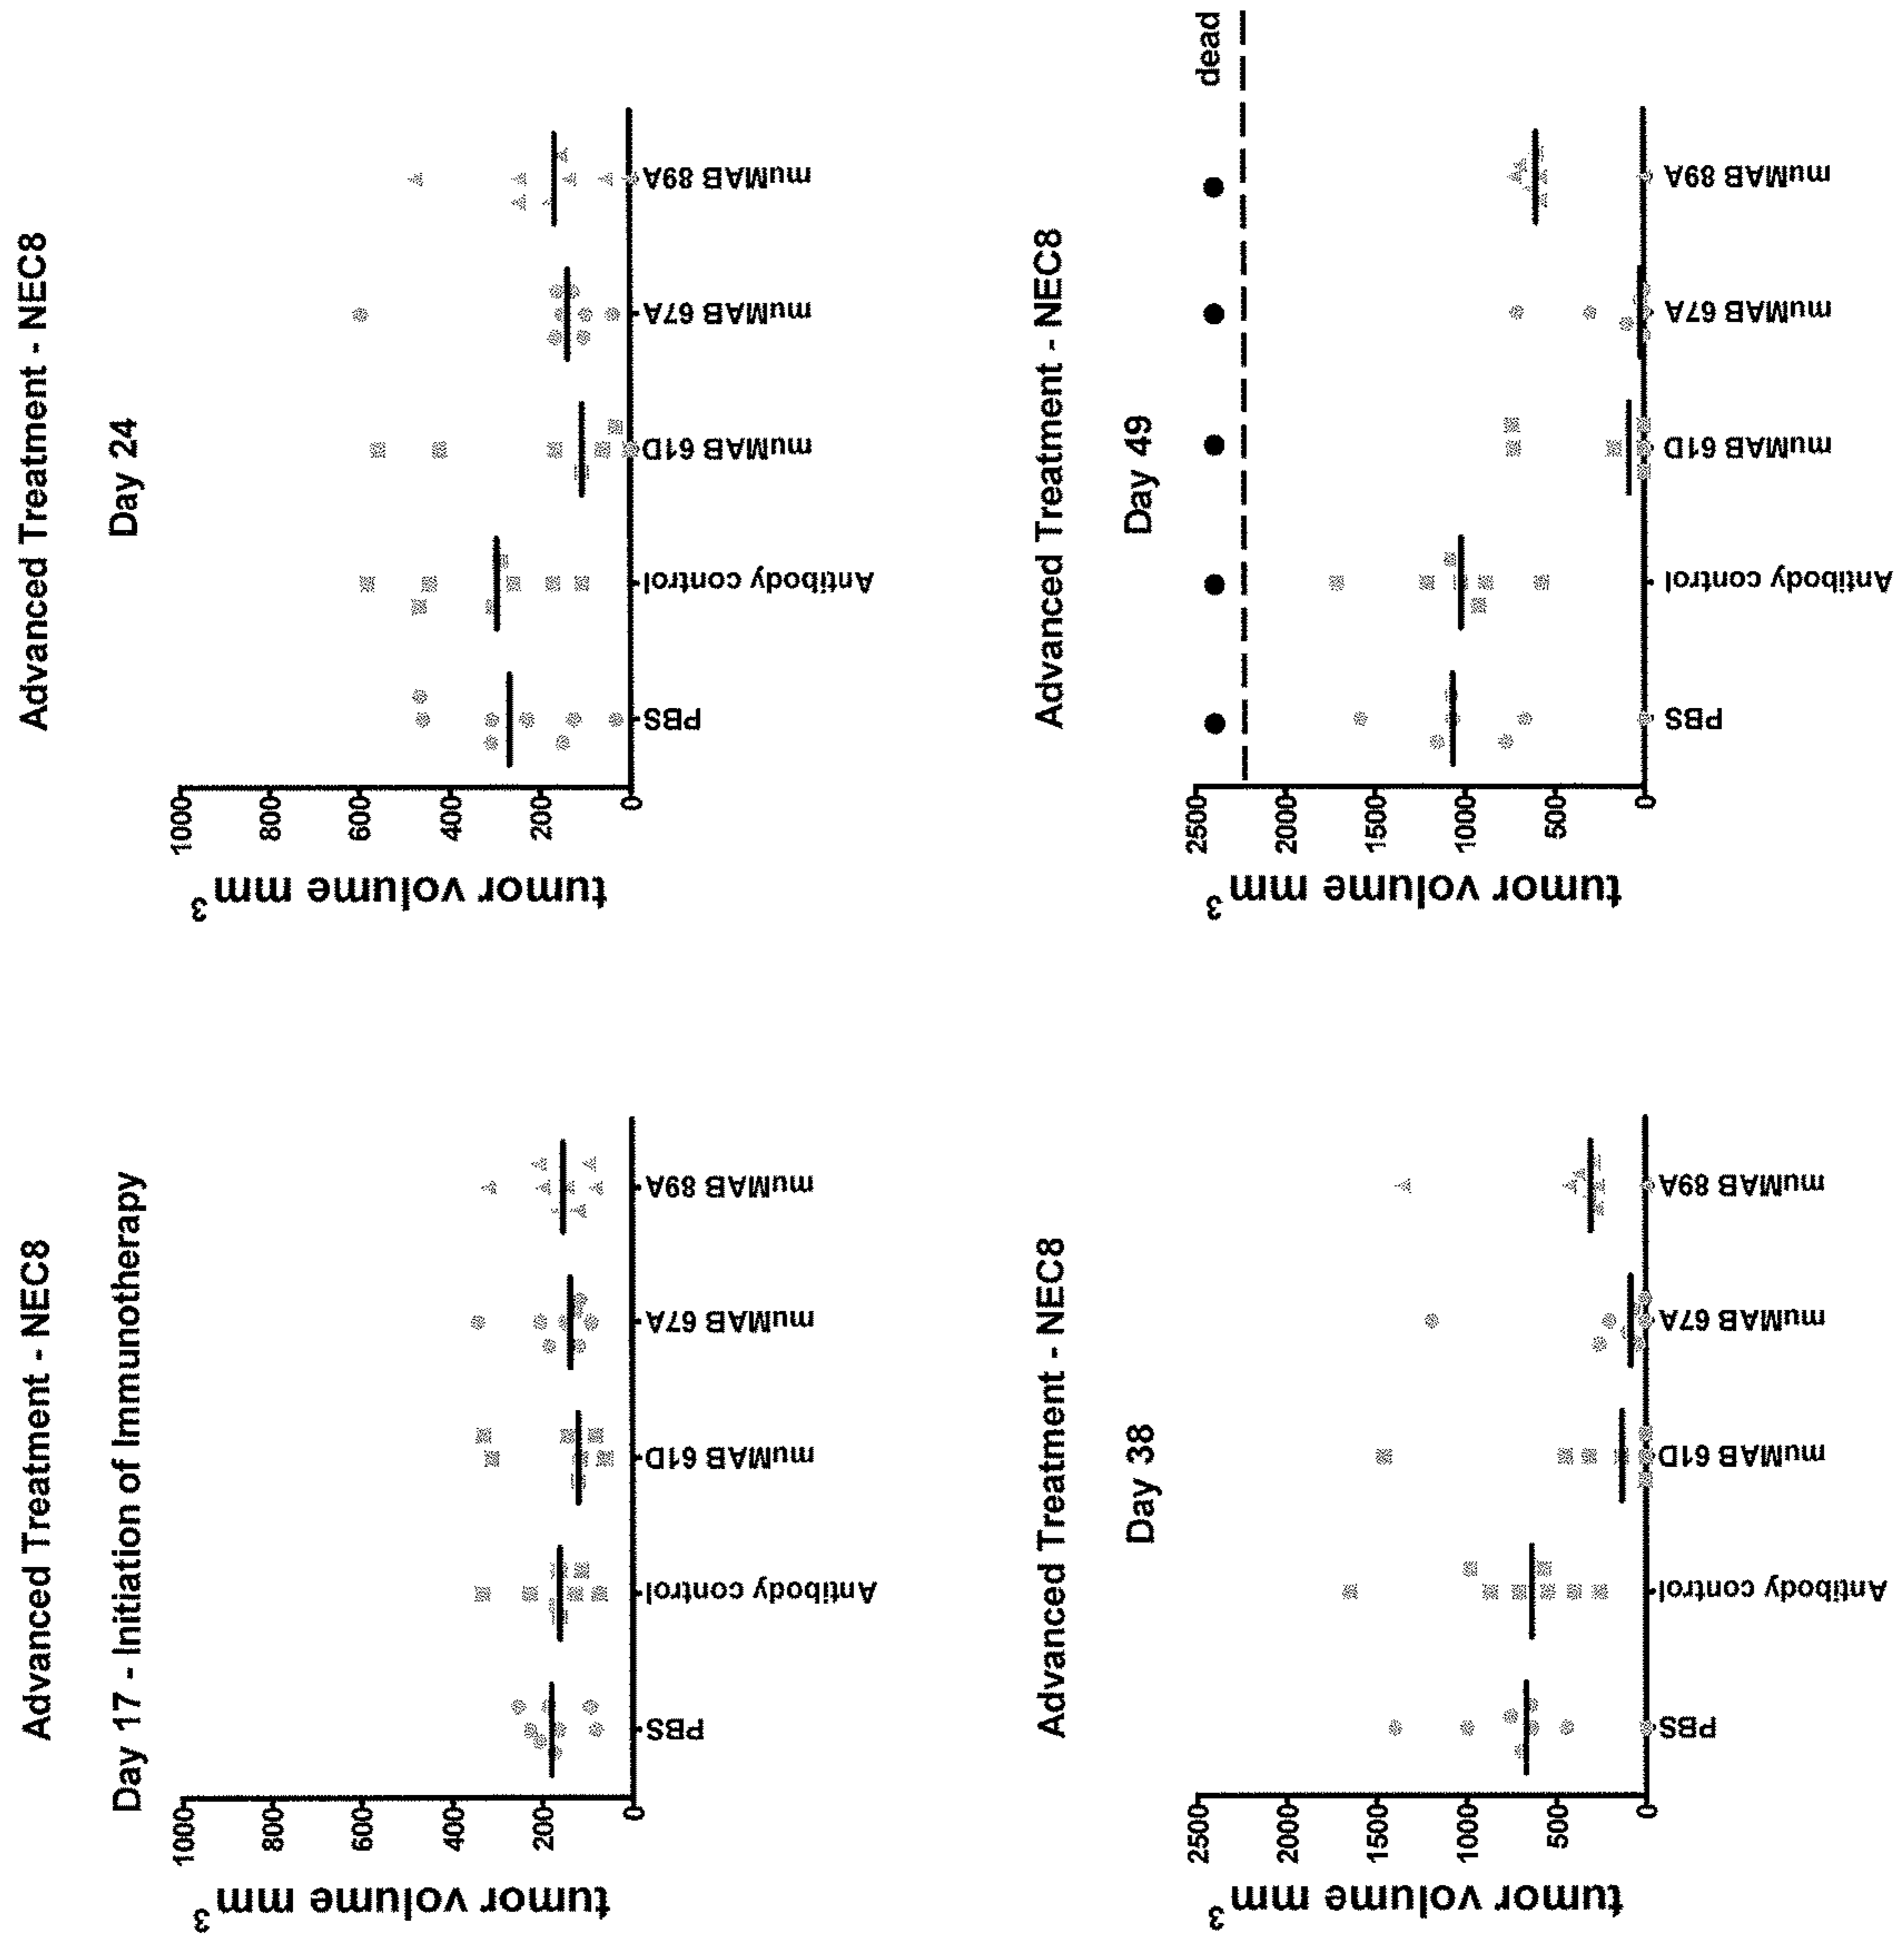 Advanced Treatment - NEC8
Day 17 - Initiation of Immunotherapy
tumor volume mm³
1000
800
600
400
200
0
PBS
Antibody control
muMAB 61D
muMAB 67A
muMAB 89A
Advanced Treatment - NEC8
Day 24
tumor volume mm³
1000
800
600
400
200
0
PBS
Antibody control
muMAB 61D
muMAB 67A
muMAB 89A
Advanced Treatment - NEC8
Day 38
tumor volume mm³
2500
2000
1500
1000
500
0
PBS
Antibody control
muMAB 61D
muMAB 67A
muMAB 89A
Advanced Treatment - NEC8
Day 49
tumor volume mm³
2500
2000
1500
1000
500
0
dead
PBS
Antibody control
muMAB 61D
muMAB 67A
muMAB 89A